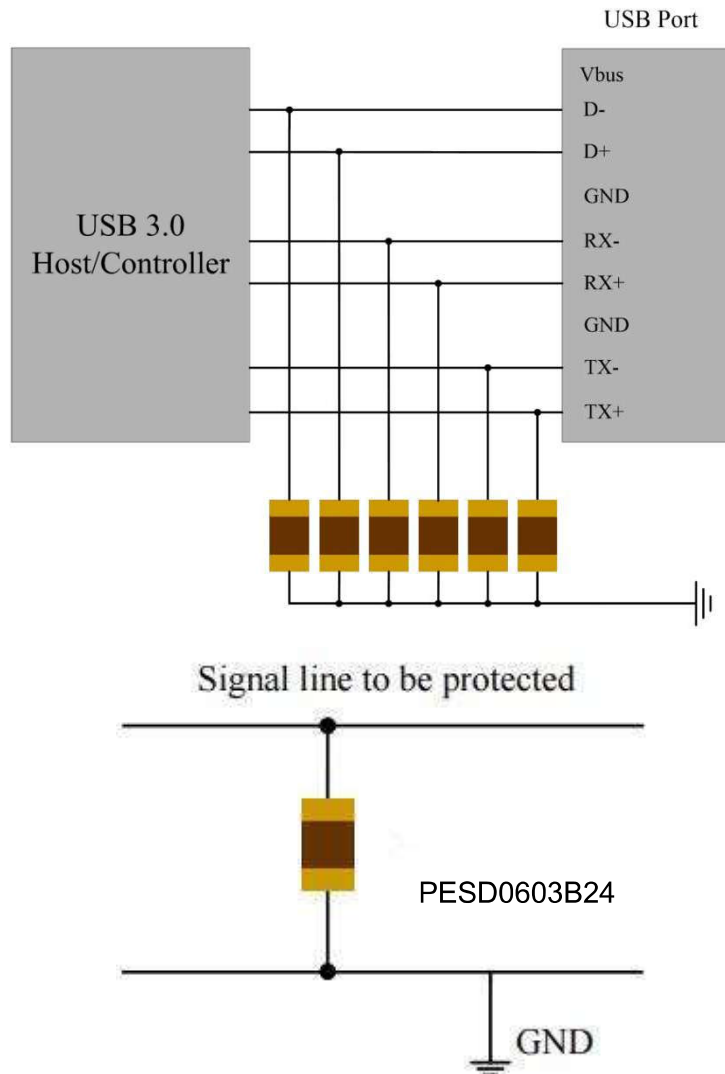 USB Port
Vbus
D-
D+
GND
USB 3.0
Host/Controller
RX-
RX+
GND
TX-
TX+
Signal line to be protected
PESD0603B24
GND